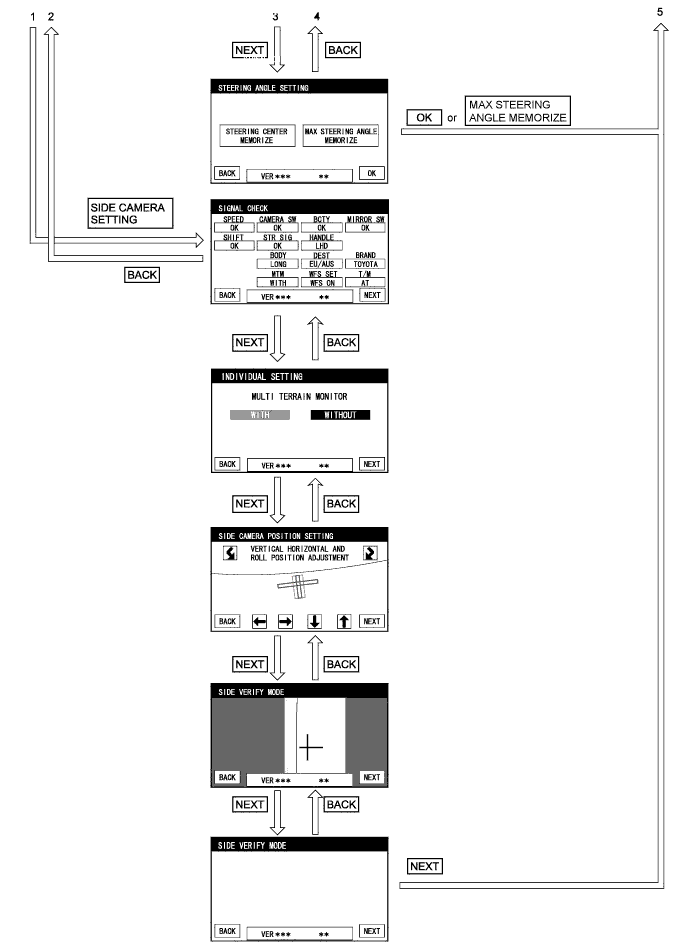 1 2 3 4 5
NEXT BACK
STEERING ANGLE SETTING
STEERING CENTER MEMORIZE
MAX STEERING ANGLE MEMORIZE
BACK VER*** ** OK
OK or MAX STEERING
ANGLE MEMORIZE
SIDE CAMERA
SETTING
BACK
SIGNAL CHECK
SPEED CAMERA SW BCTY MIRROR SW
OK OK OK OK
SHIFT STR SIG HANDLE
OK OK LHD
BODY DEST BRAND
LONG EU/AUS TOYOTA
MTM WFS SET T/M
WITH WFS ON AT
BACK VER*** ** NEXT
NEXT BACK
INDIVIDUAL SETTING
MULTI TERRAIN MONITOR
WITH WITHOUT
BACK VER*** ** NEXT
NEXT BACK
SIDE CAMERA POSITION SETTING
VERTICAL HORIZONTAL AND
ROLL POSITION ADJUSTMENT
BACK NEXT
NEXT BACK
SIDE VERIFY MODE
BACK VER*** ** NEXT
NEXT BACK
SIDE VERIFY MODE
NEXT
BACK VER*** ** NEXT